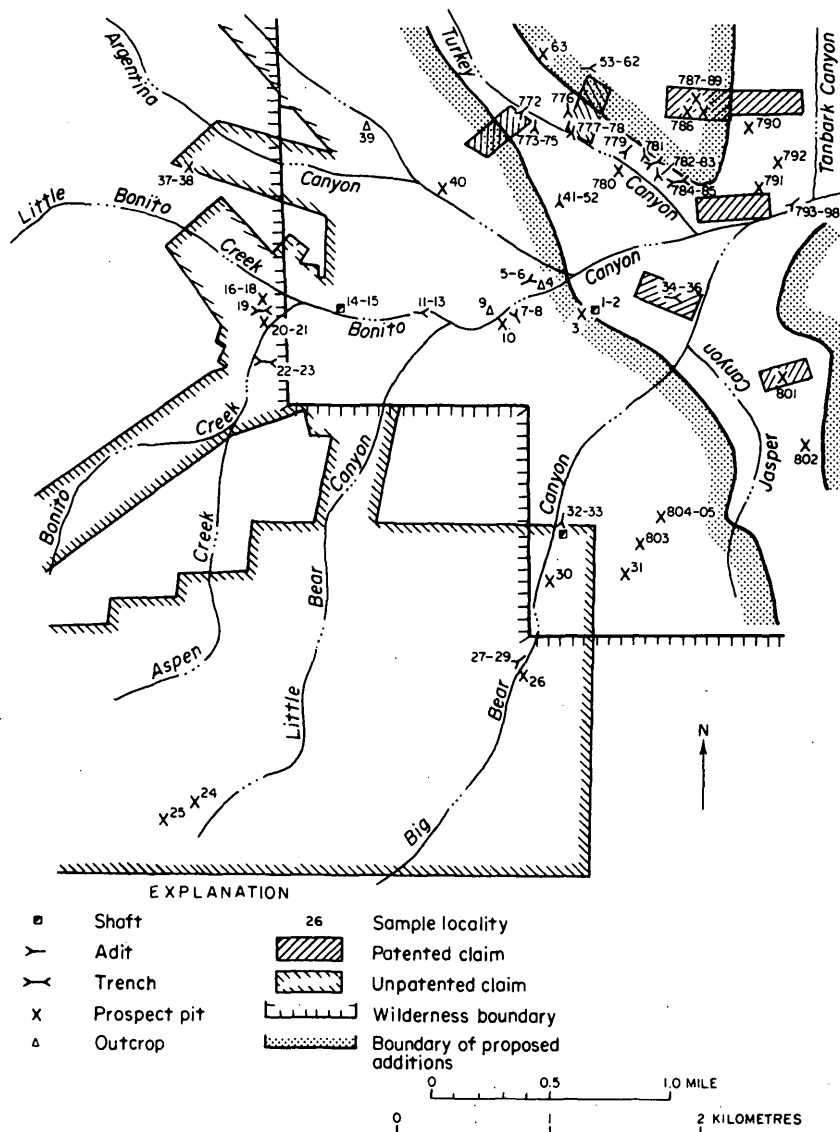 Argentina
Canyon
Turkey
Canyon
Tanbark Canyon
63
53-62
787-89
786
790
792
791
793-98
772
773-75
776
777-78
779
780
781
782-83
784-85
39
37-38
40
41-52
Little Bonito Creek
16-18
19
20-21
22-23
14-15
11-13
Bonito Canyon
9
10
7-8
5-6
4
3
1-2
34-36
Canyon
Jasper
801
802
804-05
803
31
30
32-33
Bonito Creek
Aspen Creek
Little Bear Canyon
Big Bear Canyon
27-29
26
25
24
N
EXPLANATION
Shaft
Adit
Trench
Prospect pit
Outcrop
26 Sample locality
Patented claim
Unpatented claim
Wilderness boundary
Boundary of proposed
additions
0 0.5 1.0 MILE
0 1 2 KILOMETRES